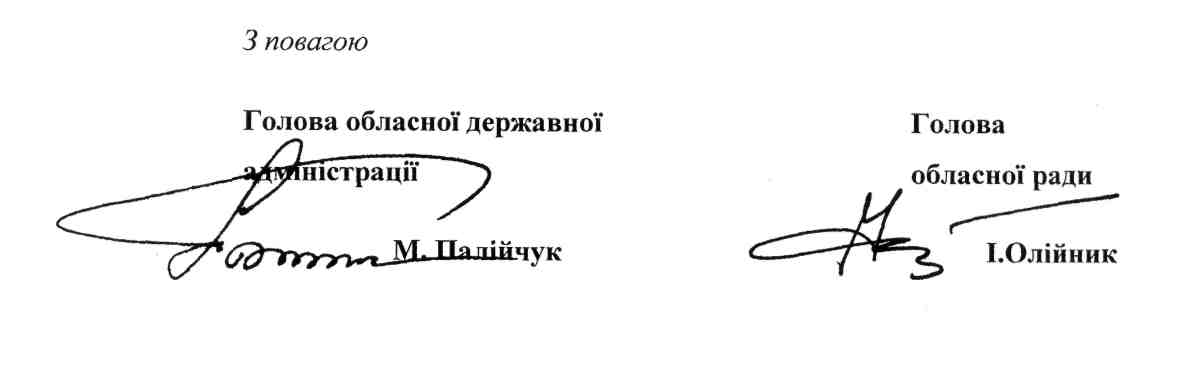 З повагою
Голова обласної державної
адміністрації
М. Палійчук
Голова
обласної ради
І.Олійник